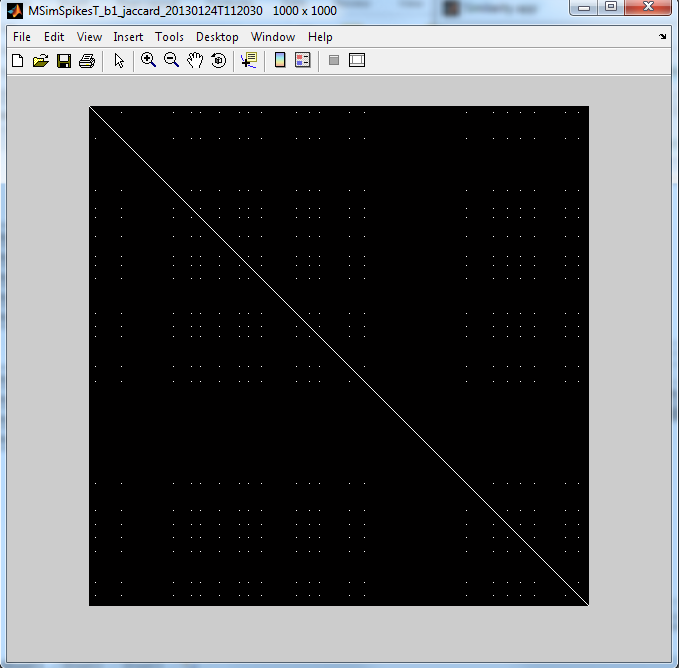 MSimSpikesT_b1_jaccard_20130124T112030 1000 x 1000
File Edit View Insert Tools Desktop Window Help